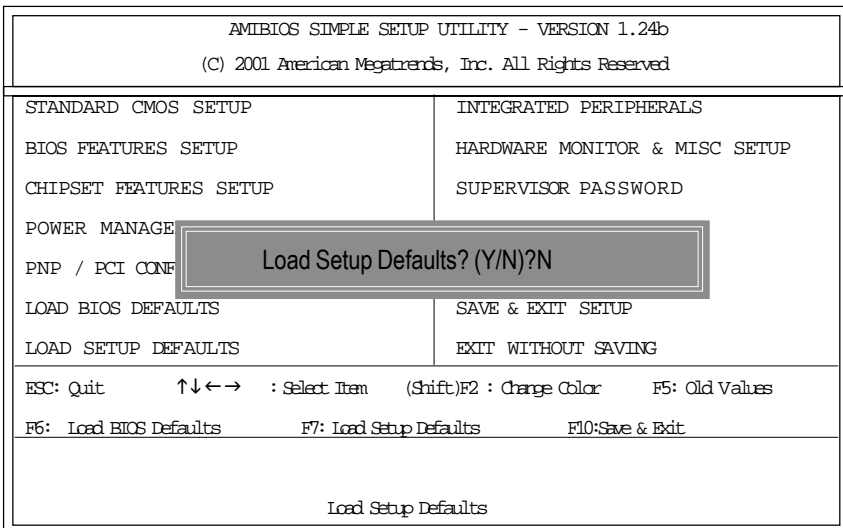 AMIBIOS SIMPLE SETUP UTILITY - VERSION 1.24b
(C) 2001 American Megatrends, Inc. All Rights Reserved
STANDARD CMOS SETUP
INTEGRATED PERIPHERALS
BIOS FEATURES SETUP
HARDWARE MONITOR & MISC SETUP
CHIPSET FEATURES SETUP
SUPERVISOR PASSWORD
POWER MANAGE
PNP / PCI CONF
Load Setup Defaults? (Y/N)?N
LOAD BIOS DEFAULTS
SAVE & EXIT SETUP
LOAD SETUP DEFAULTS
EXIT WITHOUT SAVING
ESC: Quit ↑↓←→ : Select Item (Shift)F2 : Change Color F5: Old Values
F6: Load BIOS Defaults F7: Load Setup Defaults F10:Save & Exit
Load Setup Defaults